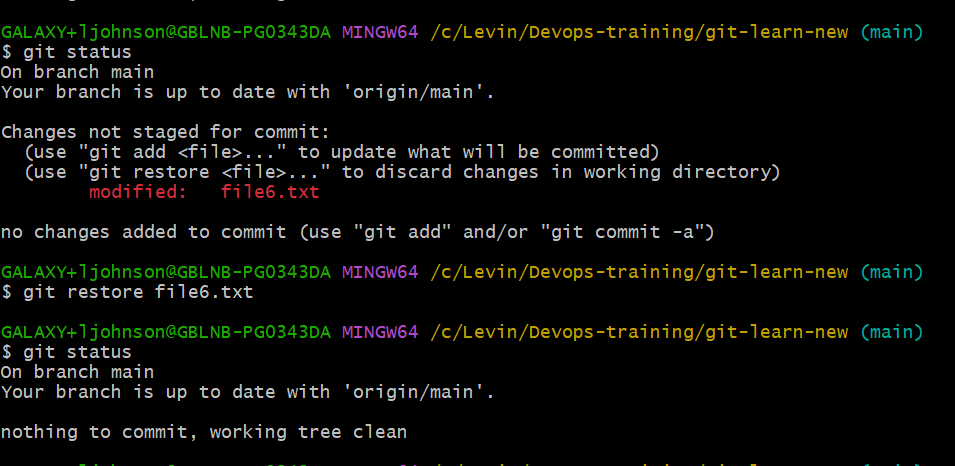 GALAXY+ljohnson@GBLNB-PG0343DA MINGW64 /c/Levin/Devops-training/git-learn-new (main)
$ git status
On branch main
Your branch is up to date with 'origin/main'.
Changes not staged for commit:
  (use "git add <file>..." to update what will be committed)
  (use "git restore <file>..." to discard changes in working directory)
        modified:   file6.txt
no changes added to commit (use "git add" and/or "git commit -a")
GALAXY+ljohnson@GBLNB-PG0343DA MINGW64 /c/Levin/Devops-training/git-learn-new (main)
$ git restore file6.txt
GALAXY+ljohnson@GBLNB-PG0343DA MINGW64 /c/Levin/Devops-training/git-learn-new (main)
$ git status
On branch main
Your branch is up to date with 'origin/main'.
nothing to commit, working tree clean